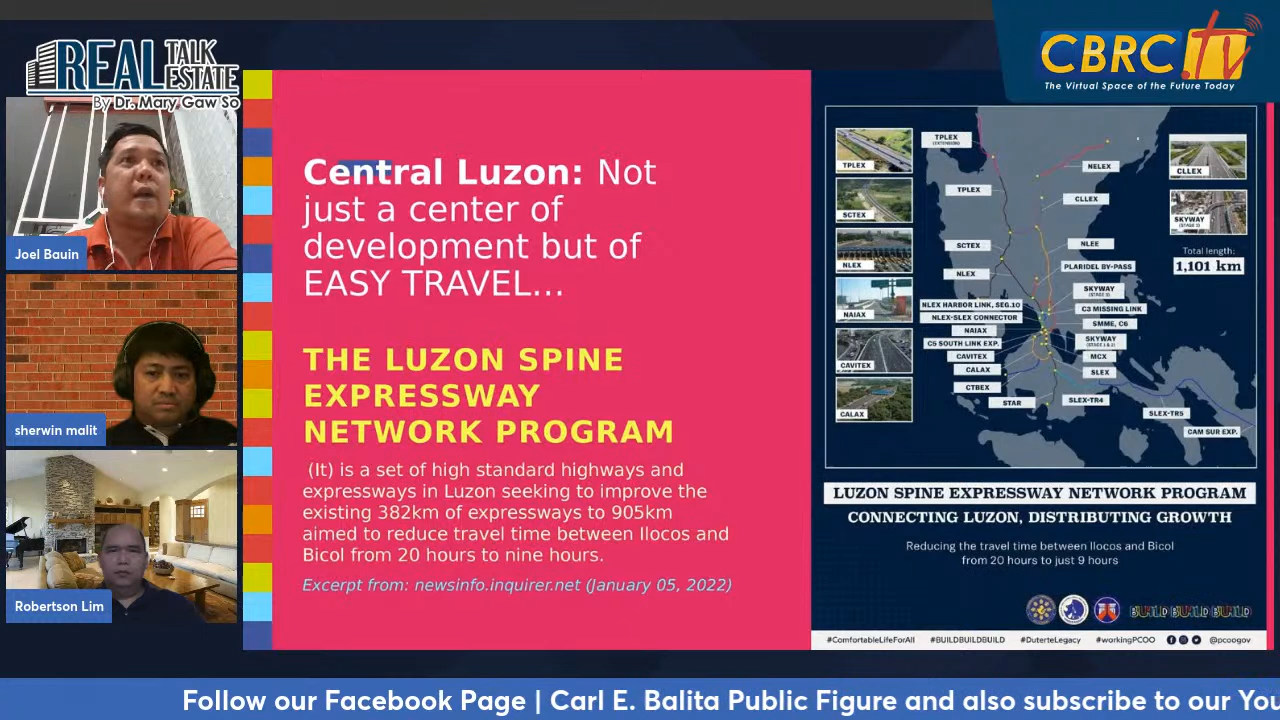 REAL TALK
ESTATE
By Dr. Mary Gaw So
CBRC.tv
The Virtual Space of the Future Today
Joel Bauin
sherwin malit
Robertson Lim
Central Luzon: Not
just a center of
development but of
EASY TRAVEL...
THE LUZON SPINE
EXPRESSWAY
NETWORK PROGRAM
(It) is a set of high standard highways and
expressways in Luzon seeking to improve the
existing 382km of expressways to 905km
aimed to reduce travel time between Ilocos and
Bicol from 20 hours to nine hours.
Excerpt from: newsinfo.inquirer.net (January 05, 2022)
TPLEX
SCTEX
NLEX
NAIAX
CAVITEX
CALAX
TPLEX
(EXTENSION)
TPLEX
SCTEX
NLEX
NLEX HARBOR LINK, SEG.10
NLEX-SLEX CONNECTOR
NAIAX
C5 SOUTH LINK EXP.
CAVITEX
CALAX
CTBEX
STAR
NELEX
CLLEX
NLEE
PLARIDEL BY-PASS
SKYWAY
(STAGE 3)
C3 MISSING LINK
SMME, C6
SKYWAY
(STAGE 1 & 2)
MCX
SLEX
SLEX-TR4
SLEX-TR5
CAM SUR EXP.
CLLEX
SKYWAY
(STAGE 3)
Total length:
1,101 km
LUZON SPINE EXPRESSWAY NETWORK PROGRAM
CONNECTING LUZON, DISTRIBUTING GROWTH
Reducing the travel time between Ilocos and Bicol
from 20 hours to just 9 hours
BUILD BUILD BUILD
#ComfortableLifeForAll #BUILDBUILDBUILD #DuterteLegacy #workingPCOO @pcoogov
Follow our Facebook Page | Carl E. Balita Public Figure and also subscribe to our You